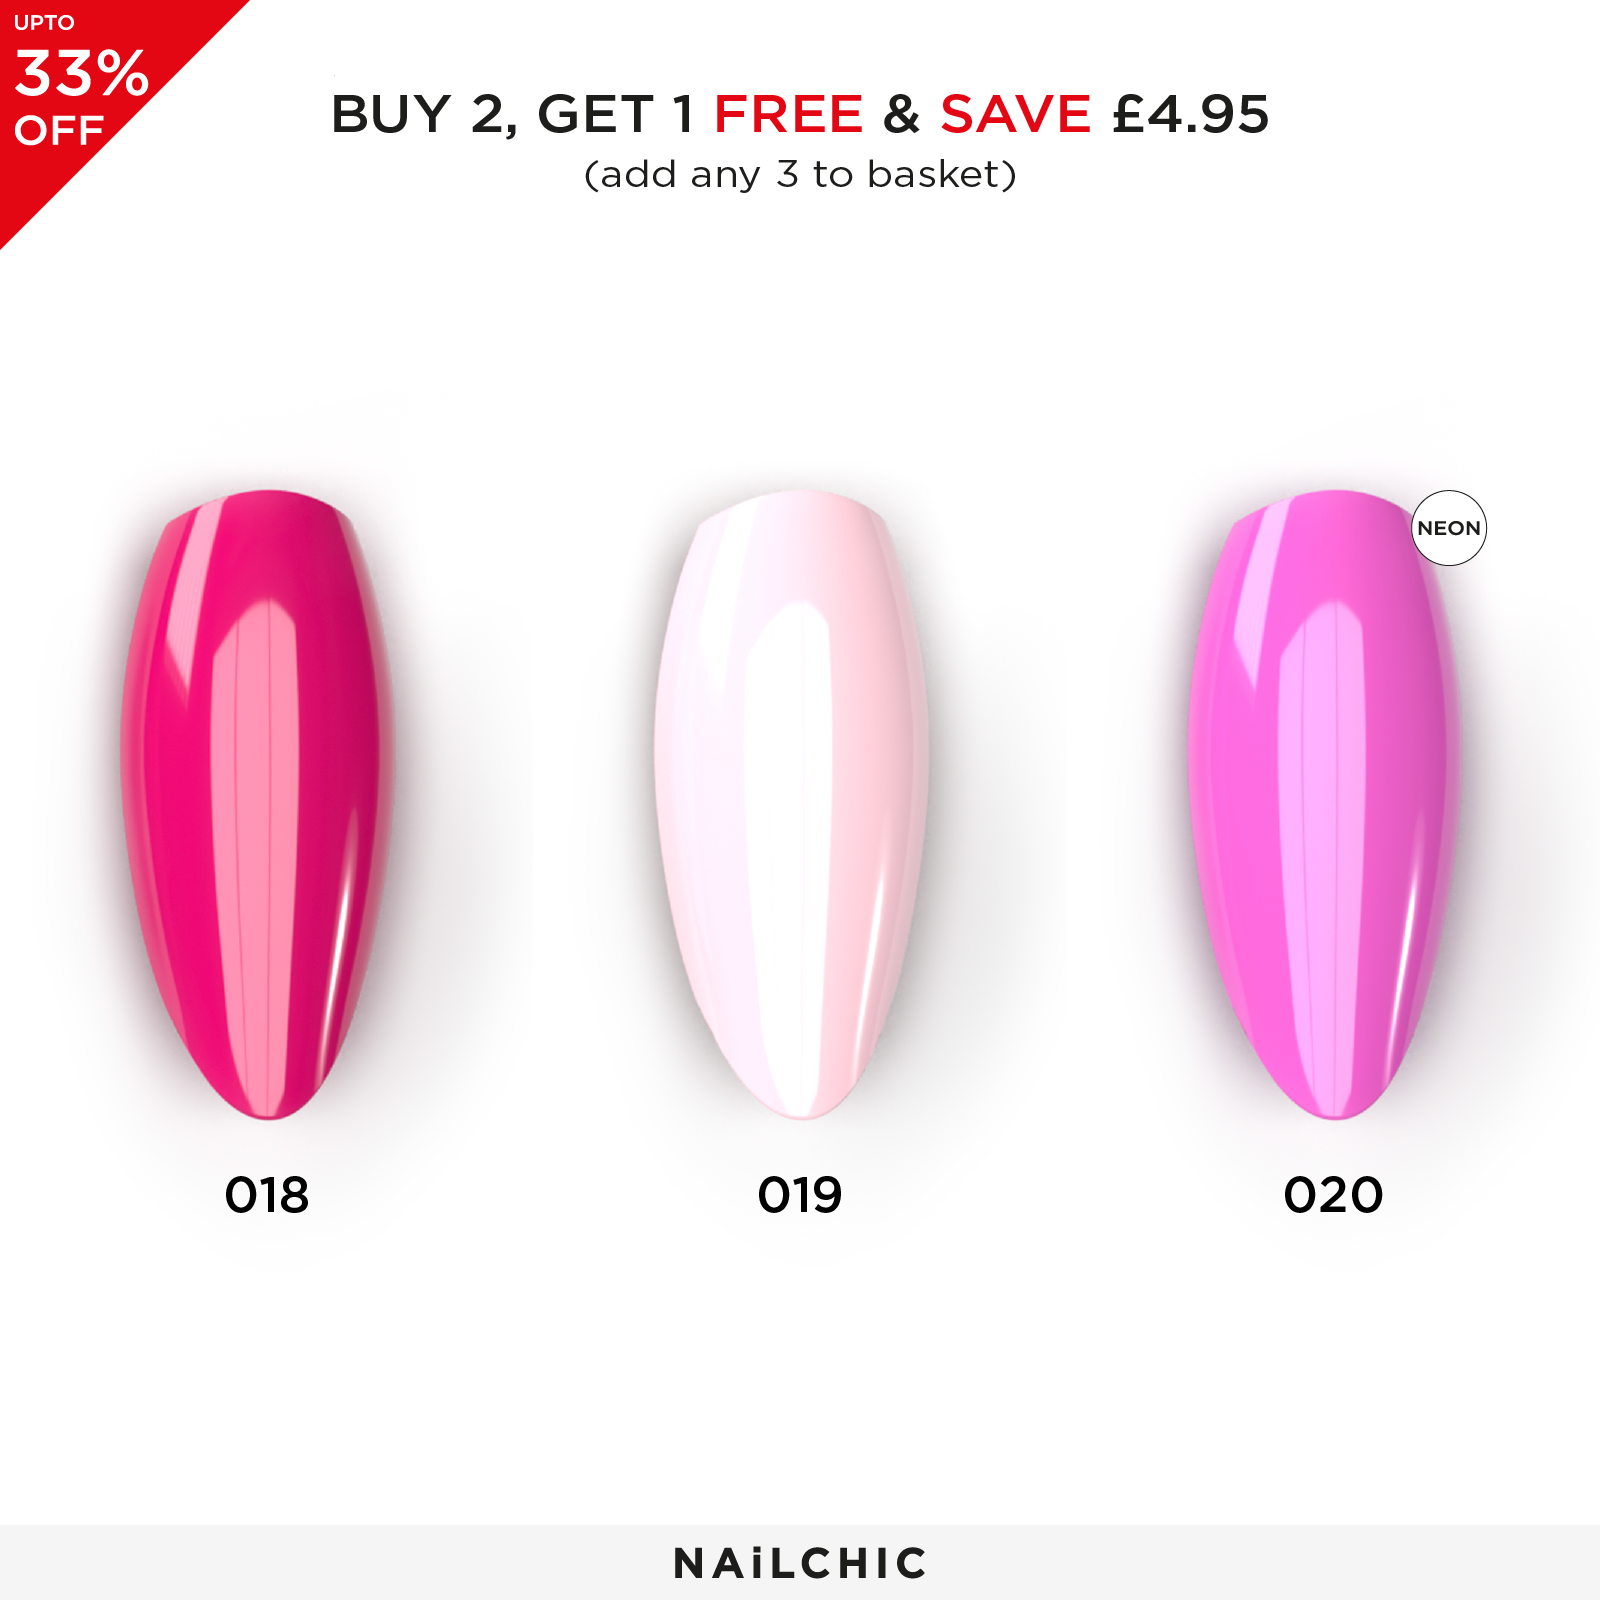 UPTO
33%
OFF
BUY 2, GET 1 FREE & SAVE £4.95
(add any 3 to basket)
NEON
018
019
020
NAiLCHIC